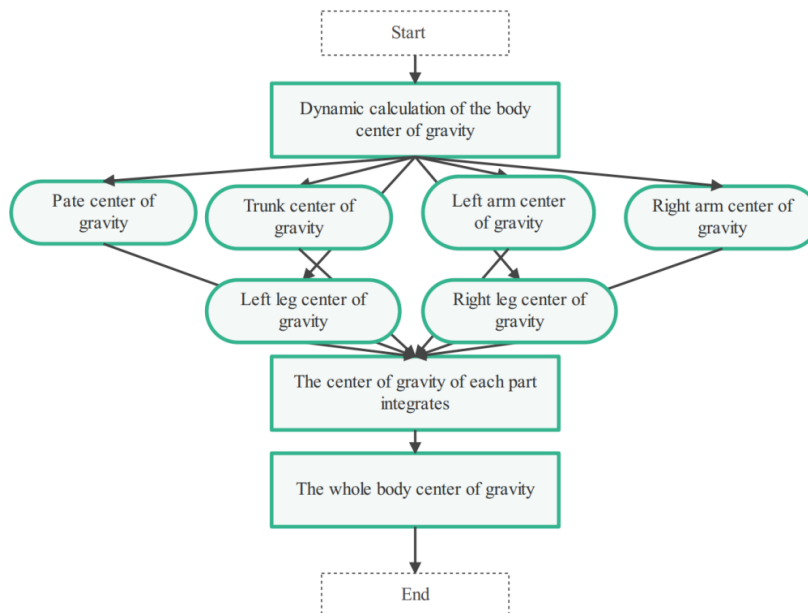 Start
Dynamic calculation of the body
center of gravity
Pate center of
gravity
Trunk center of
gravity
Left arm center
of gravity
Right arm center of
gravity
Left leg center of
gravity
Right leg center of
gravity
The center of gravity of each part
integrates
The whole body center of gravity
End